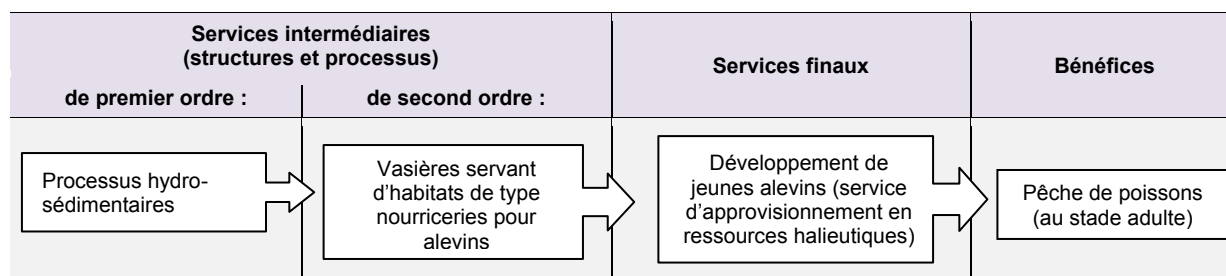 Services intermédiaires
(structures et processus)
Services finaux
Bénéfices
de premier ordre :
de second ordre :
Processus hydro-
sédimentaires
Vasières servant
d’habitats de type
nourriceries pour
alevins
Développement de
jeunes alevins (service
d’approvisionnement en
ressources halieutiques)
Pêche de poissons
(au stade adulte)